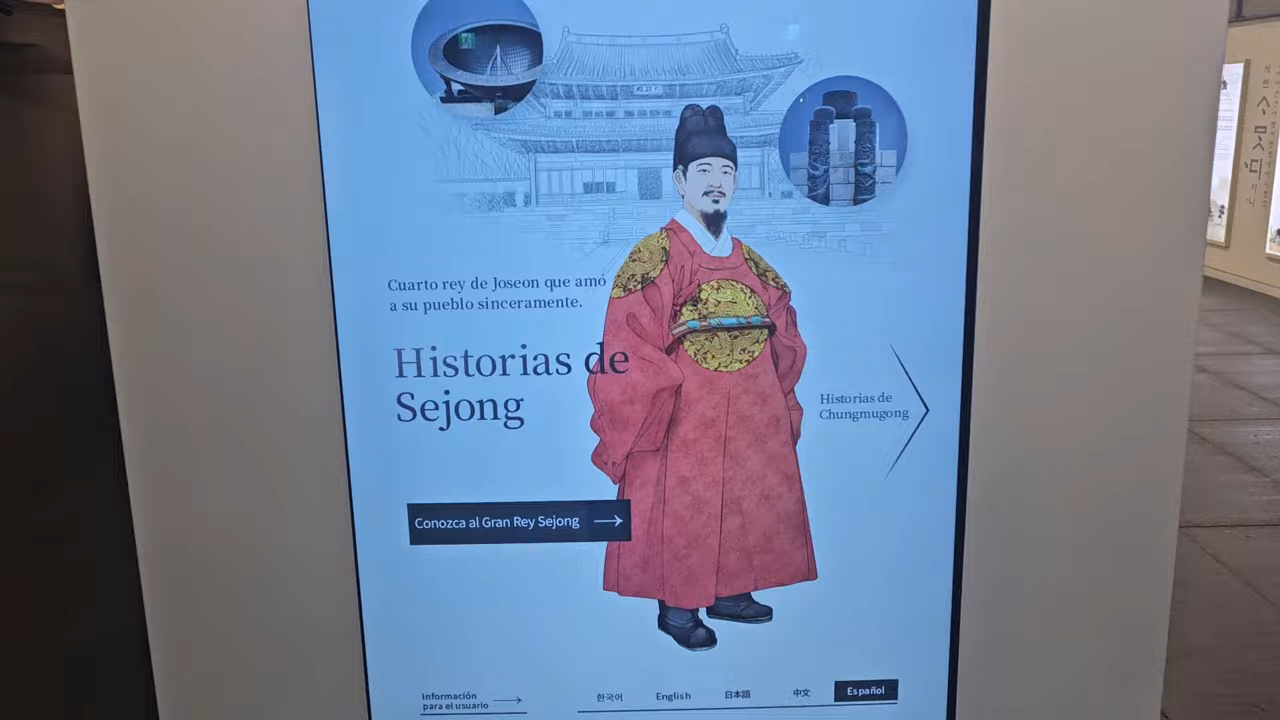 Cuarto rey de Joseon que amó
a su pueblo sinceramente.
Historias de
Sejong
Historias de
Chungmugong
Conozca al Gran Rey Sejong
Información
para el usuario
한국어 English 日本語 中文 Español